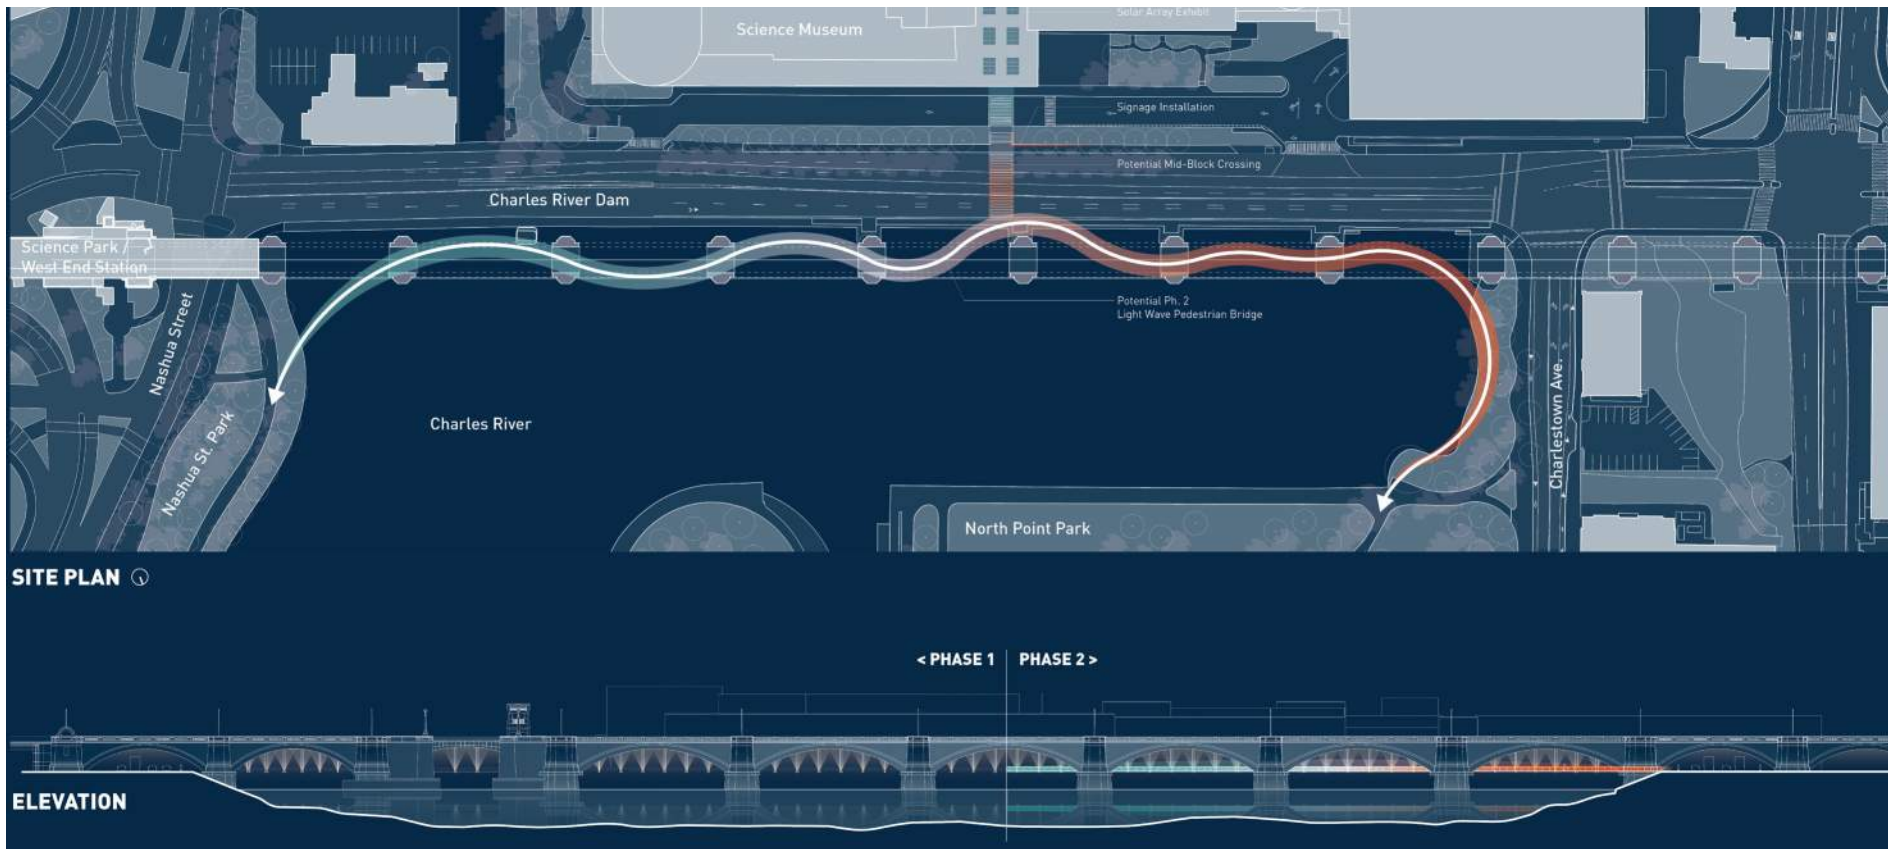 Solar Array Exhibit
Science Museum
Signage Installation
Potential Mid-Block Crossing
Charles River Dam
Science Park /
West End Station
Potential Ph. 2
Light Wave Pedestrian Bridge
Nashua Street
Nashua St. Park
Charles River
Charlestown Ave.
North Point Park
SITE PLAN
< PHASE 1
PHASE 2 >
ELEVATION